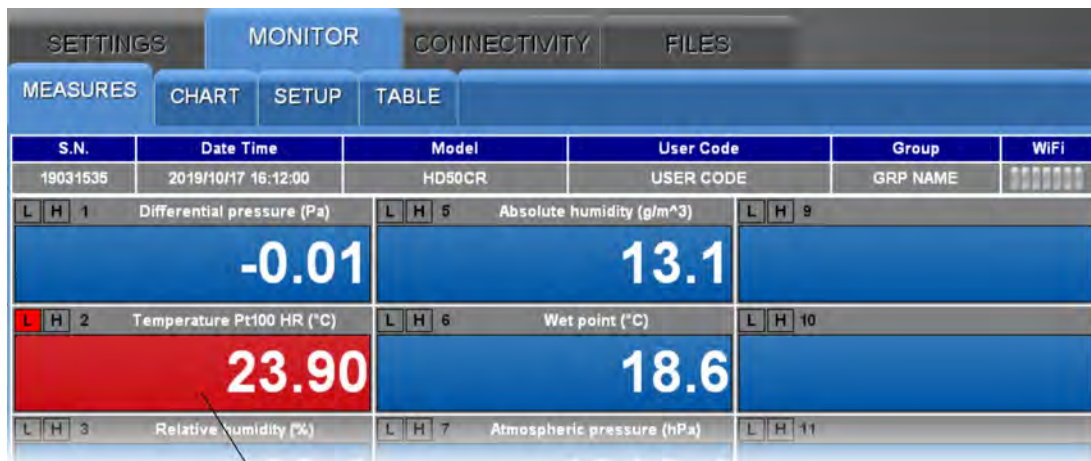 SETTINGS MONITOR CONNECTIVITY FILES
MEASURES CHART SETUP TABLE
S.N. Date Time Model User Code Group WiFi
19031535 2019/10/17 16:12:00 HD50CR USER CODE GRP NAME
L H 1 Differential pressure (Pa) L H 5 Absolute humidity (g/m^3) L H 9
-0.01 13.1
L H 2 Temperature Pt100 HR (°C) L H 6 Wet point (°C) L H 10
23.90 18.6
L H 3 Relative humidity (%) L H 7 Atmospheric pressure (hPa) L H 11